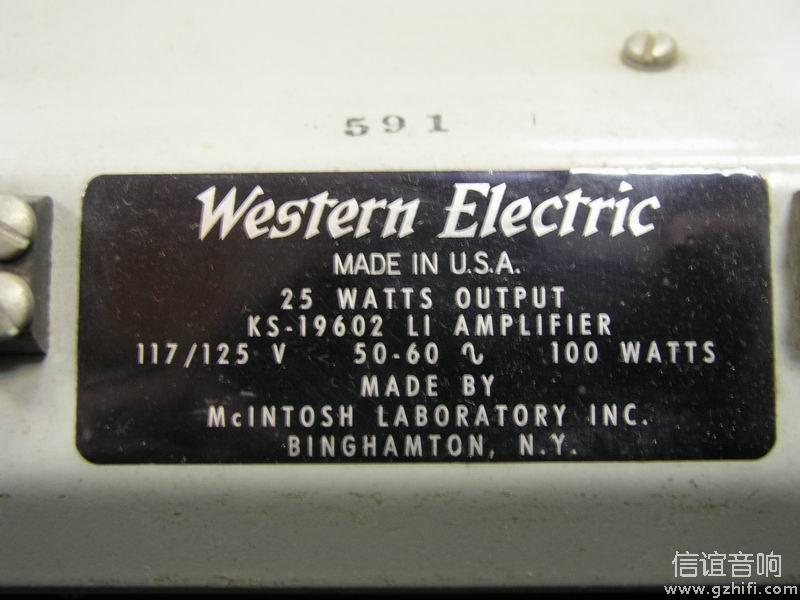 591
Western Electric
MADE IN U.S.A.
25 WATTS OUTPUT
KS-19602 LI AMPLIFIER
117/125 V 50-60 ∿ 100 WATTS
MADE BY
McINTOSH LABORATORY INC.
BINGHAMTON, N.Y.
信谊音响
www.gzhifi.com